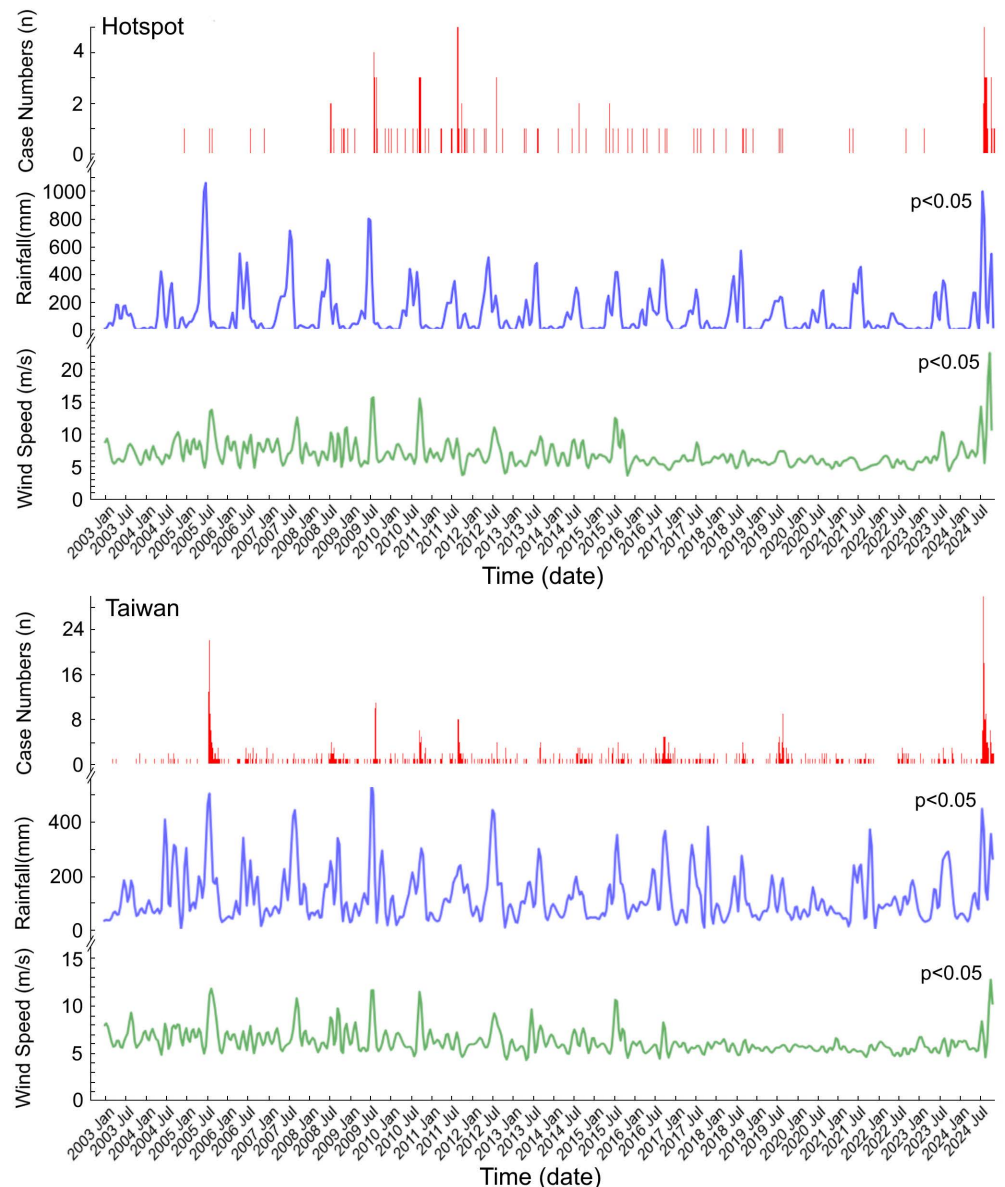 Hotspot
Case Numbers (n)
4
2
0
Rainfall(mm)
1000
800
600
400
200
0
p<0.05
Wind Speed (m/s)
20
15
10
5
0
p<0.05
2003 Jan
2003 Jul
2004 Jan
2004 Jul
2005 Jan
2005 Jul
2006 Jan
2006 Jul
2007 Jan
2007 Jul
2008 Jan
2008 Jul
2009 Jan
2009 Jul
2010 Jan
2010 Jul
2011 Jan
2011 Jul
2012 Jan
2012 Jul
2013 Jan
2013 Jul
2014 Jan
2014 Jul
2015 Jan
2015 Jul
2016 Jan
2016 Jul
2017 Jan
2017 Jul
2018 Jan
2018 Jul
2019 Jan
2019 Jul
2020 Jan
2020 Jul
2021 Jan
2021 Jul
2022 Jan
2022 Jul
2023 Jan
2023 Jul
2024 Jan
2024 Jul
Time (date)
Taiwan
Case Numbers (n)
24
16
8
0
Rainfall(mm)
400
200
0
p<0.05
Wind Speed (m/s)
15
10
5
0
p<0.05
2003 Jan
2003 Jul
2004 Jan
2004 Jul
2005 Jan
2005 Jul
2006 Jan
2006 Jul
2007 Jan
2007 Jul
2008 Jan
2008 Jul
2009 Jan
2009 Jul
2010 Jan
2010 Jul
2011 Jan
2011 Jul
2012 Jan
2012 Jul
2013 Jan
2013 Jul
2014 Jan
2014 Jul
2015 Jan
2015 Jul
2016 Jan
2016 Jul
2017 Jan
2017 Jul
2018 Jan
2018 Jul
2019 Jan
2019 Jul
2020 Jan
2020 Jul
2021 Jan
2021 Jul
2022 Jan
2022 Jul
2023 Jan
2023 Jul
2024 Jan
2024 Jul
Time (date)